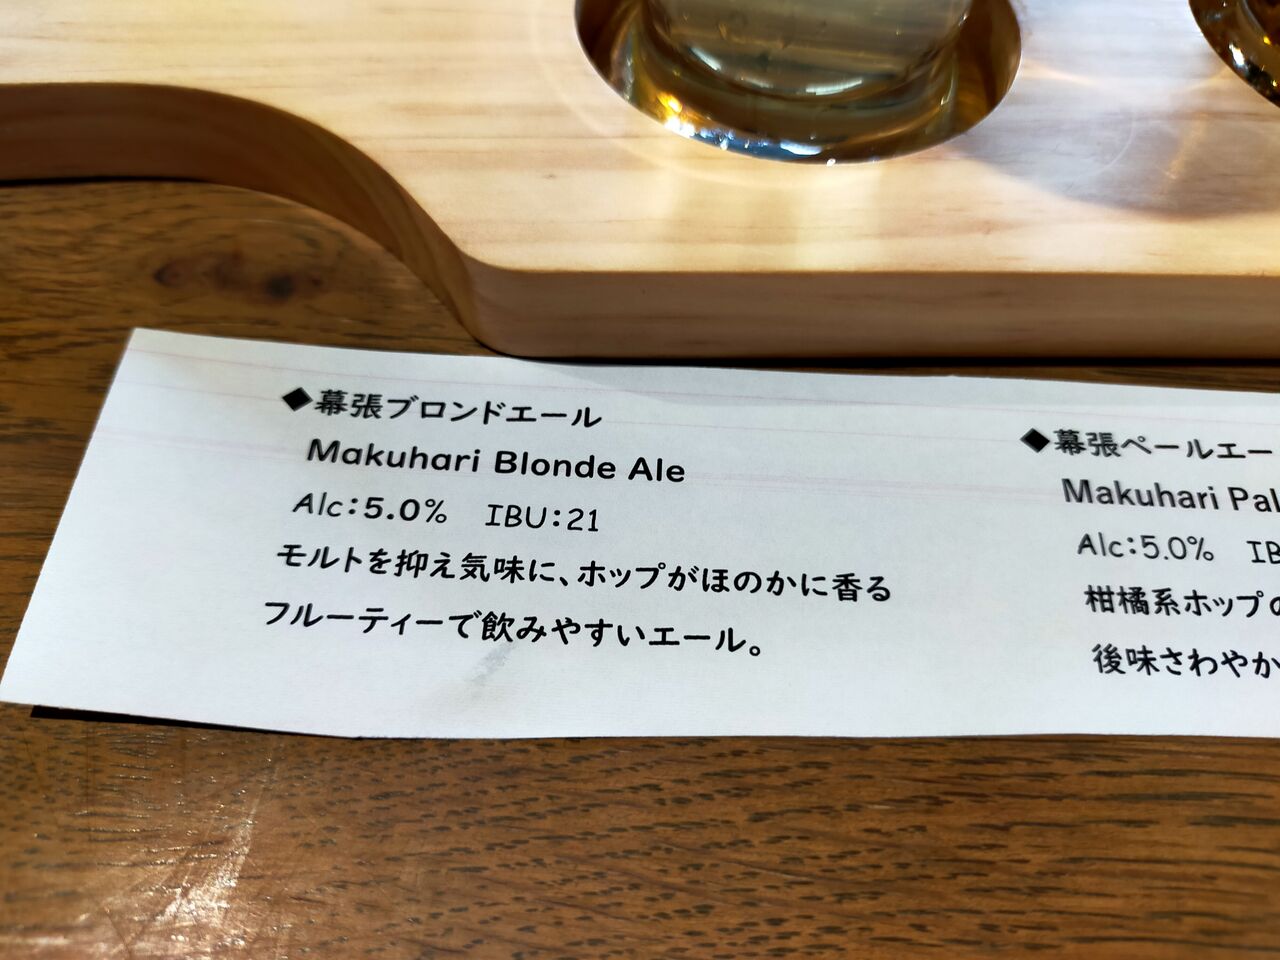 ◆幕張ブロンドエール
Makuhari Blonde Ale
Alc:5.0% IBU:21
モルトを抑え気味に、ホップがほのかに香る
フルーティーで飲みやすいエール。
◆幕張ペールエー
Makuhari Pal
Alc:5.0% IB
柑橘系ホップの
後味さわやか